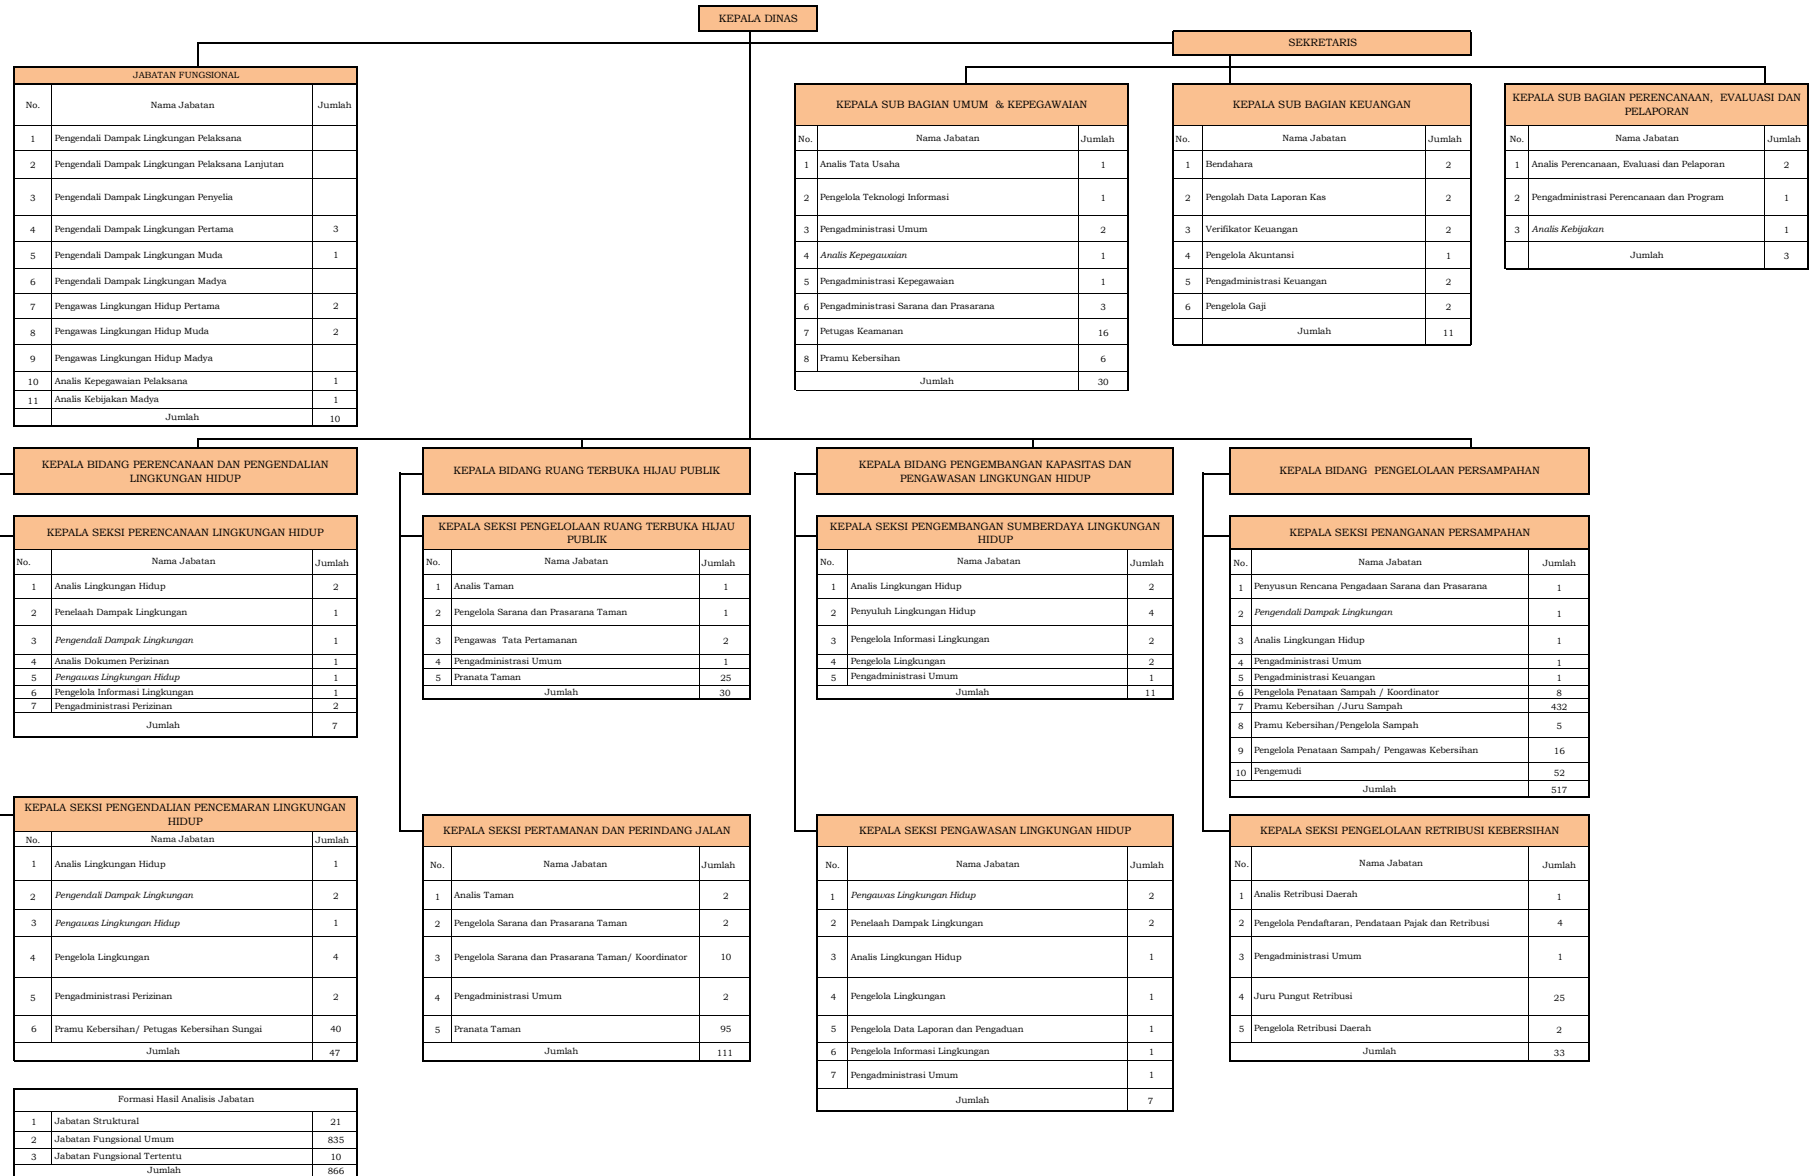 KEPALA DINAS
SEKRETARIS
JABATAN FUNGSIONAL
No. Nama Jabatan Jumlah
1 Pengendali Dampak Lingkungan Pelaksana
2 Pengendali Dampak Lingkungan Pelaksana Lanjutan
3 Pengendali Dampak Lingkungan Penyelia
4 Pengendali Dampak Lingkungan Pertama 3
5 Pengendali Dampak Lingkungan Muda 1
6 Pengendali Dampak Lingkungan Madya
7 Pengawas Lingkungan Hidup Pertama 2
8 Pengawas Lingkungan Hidup Muda 2
9 Pengawas Lingkungan Hidup Madya
10 Analis Kepegawaian Pelaksana 1
11 Analis Kebijakan Madya 1
Jumlah 10
KEPALA SUB BAGIAN UMUM & KEPEGAWAIAN
No. Nama Jabatan Jumlah
1 Analis Tata Usaha 1
2 Pengelola Teknologi Informasi 1
3 Pengadministrasi Umum 2
4 Analis Kepegawaian 1
5 Pengadministrasi Kepegawaian 1
6 Pengadministrasi Sarana dan Prasarana 3
7 Petugas Keamanan 16
8 Pramu Kebersihan 6
Jumlah 30
KEPALA SUB BAGIAN KEUANGAN
No. Nama Jabatan Jumlah
1 Bendahara 2
2 Pengolah Data Laporan Kas 2
3 Verifikator Keuangan 2
4 Pengelola Akuntansi 1
5 Pengadministrasi Keuangan 2
6 Pengelola Gaji 2
Jumlah 11
KEPALA SUB BAGIAN PERENCANAAN, EVALUASI DAN
PELAPORAN
No. Nama Jabatan Jumlah
1 Analis Perencanaan, Evaluasi dan Pelaporan 2
2 Pengadministrasi Perencanaan dan Program 1
3 Analis Kebijakan 1
Jumlah 3
KEPALA BIDANG PERENCANAAN DAN PENGENDALIAN
LINGKUNGAN HIDUP
KEPALA SEKSI PERENCANAAN LINGKUNGAN HIDUP
No. Nama Jabatan Jumlah
1 Analis Lingkungan Hidup 2
2 Penelaah Dampak Lingkungan 1
3 Pengendali Dampak Lingkungan 1
4 Analis Dokumen Perizinan 1
5 Pengawas Lingkungan Hidup 1
6 Pengelola Informasi Lingkungan 1
7 Pengadministrasi Perizinan 2
Jumlah 7
KEPALA SEKSI PENGENDALIAN PENCEMARAN LINGKUNGAN
HIDUP
No. Nama Jabatan Jumlah
1 Analis Lingkungan Hidup 1
2 Pengendali Dampak Lingkungan 2
3 Pengawas Lingkungan Hidup 1
4 Pengelola Lingkungan 4
5 Pengadministrasi Perizinan 2
6 Pramu Kebersihan/ Petugas Kebersihan Sungai 40
Jumlah 47
KEPALA BIDANG RUANG TERBUKA HIJAU PUBLIK
KEPALA SEKSI PENGELOLAAN RUANG TERBUKA HIJAU
PUBLIK
No. Nama Jabatan Jumlah
1 Analis Taman 1
2 Pengelola Sarana dan Prasarana Taman 1
3 Pengawas Tata Pertamanan 2
4 Pengadministrasi Umum 1
5 Pranata Taman 25
Jumlah 30
KEPALA SEKSI PERTAMANAN DAN PERINDANG JALAN
No. Nama Jabatan Jumlah
1 Analis Taman 2
2 Pengelola Sarana dan Prasarana Taman 2
3 Pengelola Sarana dan Prasarana Taman/ Koordinator 10
4 Pengadministrasi Umum 2
5 Pranata Taman 95
Jumlah 111
KEPALA BIDANG PENGEMBANGAN KAPASITAS DAN
PENGAWASAN LINGKUNGAN HIDUP
KEPALA SEKSI PENGEMBANGAN SUMBERDAYA LINGKUNGAN
HIDUP
No. Nama Jabatan Jumlah
1 Analis Lingkungan Hidup 2
2 Penyuluh Lingkungan Hidup 4
3 Pengelola Informasi Lingkungan 2
4 Pengelola Lingkungan 2
5 Pengadministrasi Umum 1
Jumlah 11
KEPALA SEKSI PENGAWASAN LINGKUNGAN HIDUP
No. Nama Jabatan Jumlah
1 Pengawas Lingkungan Hidup 2
2 Penelaah Dampak Lingkungan 2
3 Analis Lingkungan Hidup 1
4 Pengelola Lingkungan 1
5 Pengelola Data Laporan dan Pengaduan 1
6 Pengelola Informasi Lingkungan 1
7 Pengadministrasi Umum 1
Jumlah 7
KEPALA BIDANG PENGELOLAAN PERSAMPAHAN
KEPALA SEKSI PENANGANAN PERSAMPAHAN
No. Nama Jabatan Jumlah
1 Penyusun Rencana Pengadaan Sarana dan Prasarana 1
2 Pengendali Dampak Lingkungan 1
3 Analis Lingkungan Hidup 1
4 Pengadministrasi Umum 1
5 Pengadministrasi Keuangan 1
6 Pengelola Penataan Sampah / Koordinator 8
7 Pramu Kebersihan /Juru Sampah 432
8 Pramu Kebersihan/Pengelola Sampah 5
9 Pengelola Penataan Sampah/ Pengawas Kebersihan 16
10 Pengemudi 52
Jumlah 517
KEPALA SEKSI PENGELOLAAN RETRIBUSI KEBERSIHAN
No. Nama Jabatan Jumlah
1 Analis Retribusi Daerah 1
2 Pengelola Pendaftaran, Pendataan Pajak dan Retribusi 4
3 Pengadministrasi Umum 1
4 Juru Pungut Retribusi 25
5 Pengelola Retribusi Daerah 2
Jumlah 33
Formasi Hasil Analisis Jabatan
1 Jabatan Struktural 21
2 Jabatan Fungsional Umum 835
3 Jabatan Fungsional Tertentu 10
Jumlah 866